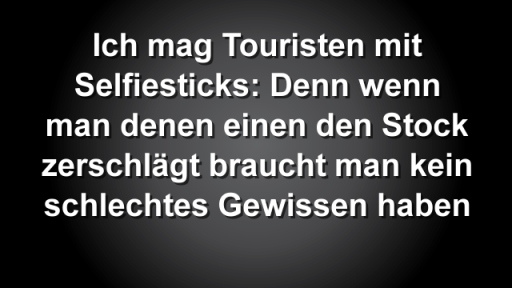 Ich mag Touristen mit
Selfiesticks: Denn wenn
man denen einen den Stock
zerschlägt braucht man kein
schlechtes Gewissen haben